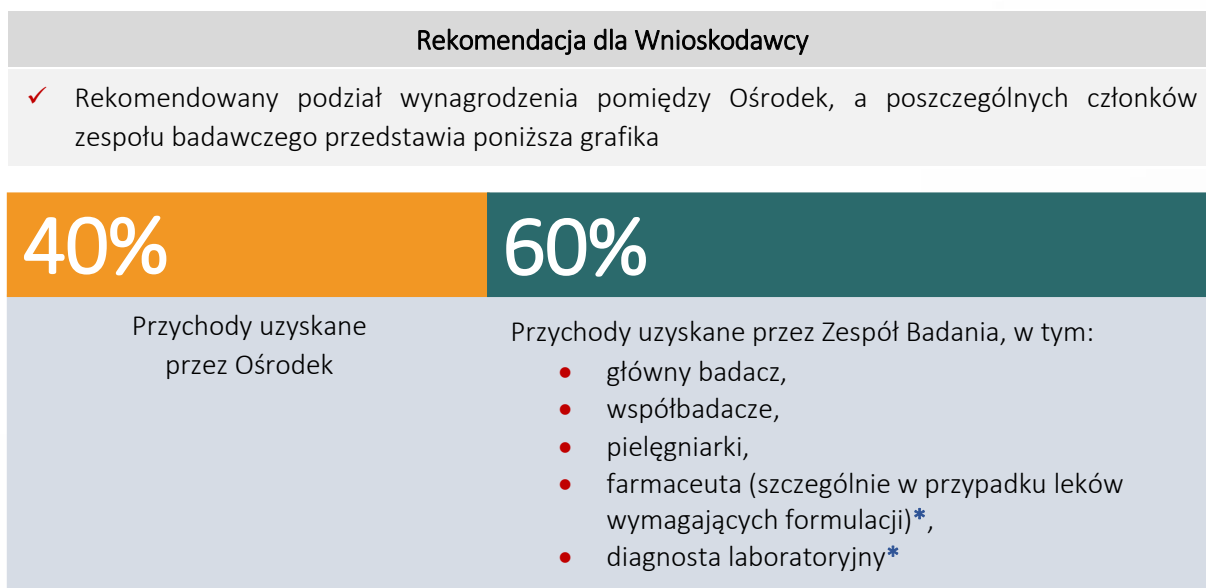 Rekomendacja dla Wnioskodawcy
✓ Rekomendowany podział wynagrodzenia pomiędzy Ośrodek, a poszczególnych członków
zespołu badawczego przedstawia poniższa grafika
40%
Przychody uzyskane
przez Ośrodek
60%
Przychody uzyskane przez Zespół Badania, w tym:
• główny badacz,
• współbadacze,
• pielęgniarki,
• farmaceuta (szczególnie w przypadku leków
wymagających formulacji)*,
• diagnosta laboratoryjny*